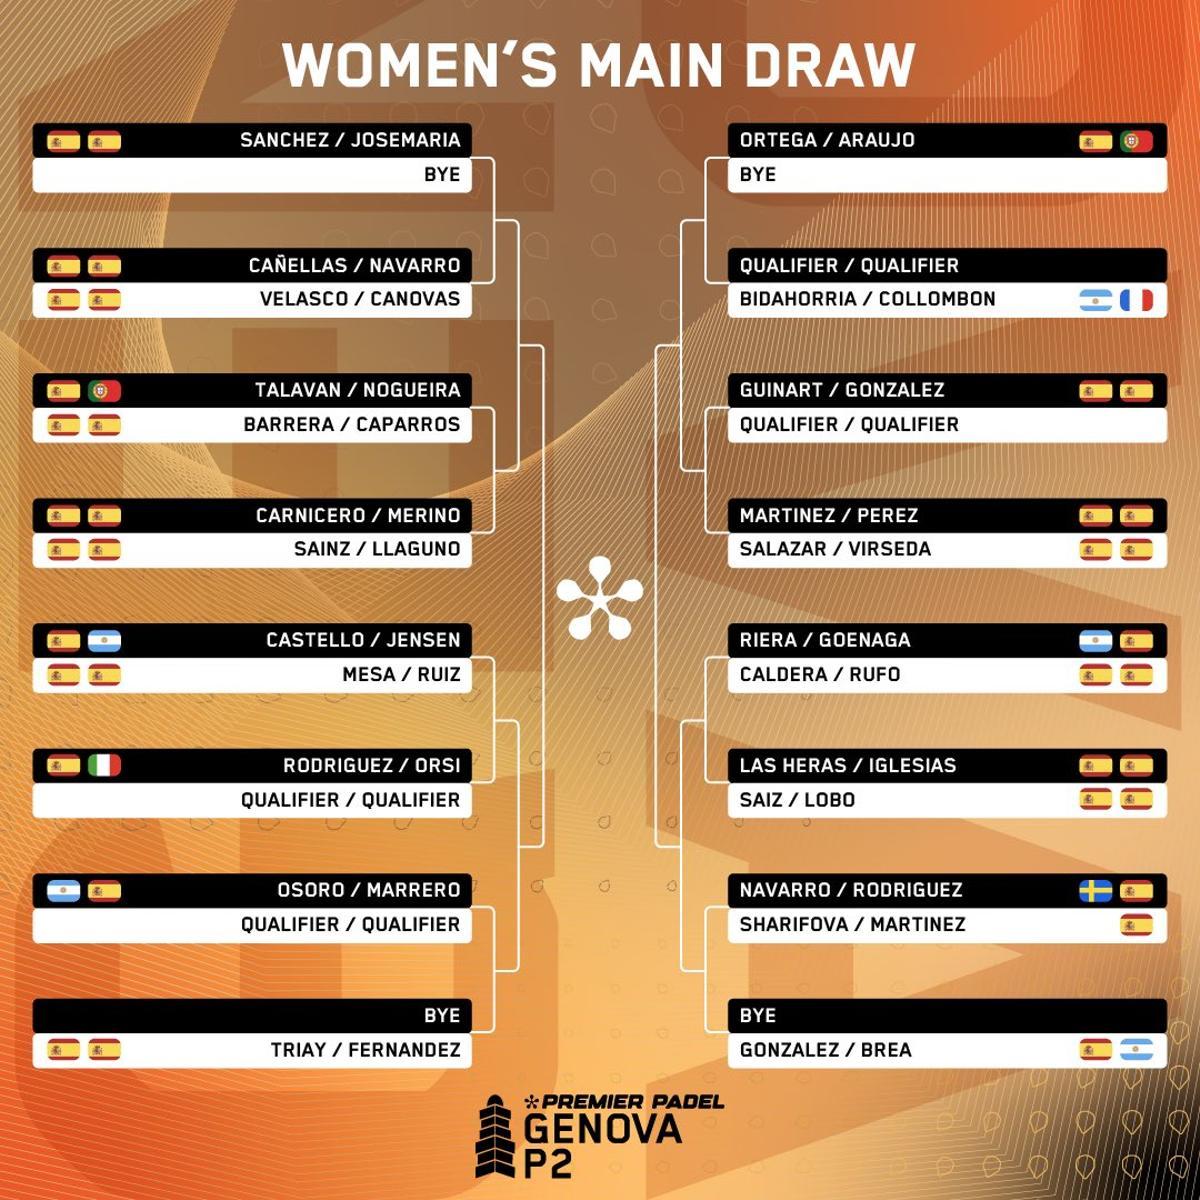 WOMEN'S MAIN DRAW
SANCHEZ / JOSEMARIA
BYE
CAÑELLAS / NAVARRO
VELASCO / CANOVAS
TALAVAN / NOGUEIRA
BARRERA / CAPARROS
CARNICERO / MERINO
SAINZ / LLAGUNO
CASTELLO / JENSEN
MESA / RUIZ
RODRIGUEZ / ORSI
QUALIFIER / QUALIFIER
OSORO / MARRERO
QUALIFIER / QUALIFIER
BYE
TRIAY / FERNANDEZ
ORTEGA / ARAUJO
BYE
QUALIFIER / QUALIFIER
BIDAHORRIA / COLLOMBON
GUINART / GONZALEZ
QUALIFIER / QUALIFIER
MARTINEZ / PEREZ
SALAZAR / VIRSEDA
RIERA / GOENAGA
CALDERA / RUFO
LAS HERAS / IGLESIAS
SAIZ / LOBO
NAVARRO / RODRIGUEZ
SHARIFOVA / MARTINEZ
BYE
GONZALEZ / BREA
PREMIER PADEL
GENOVA
P2